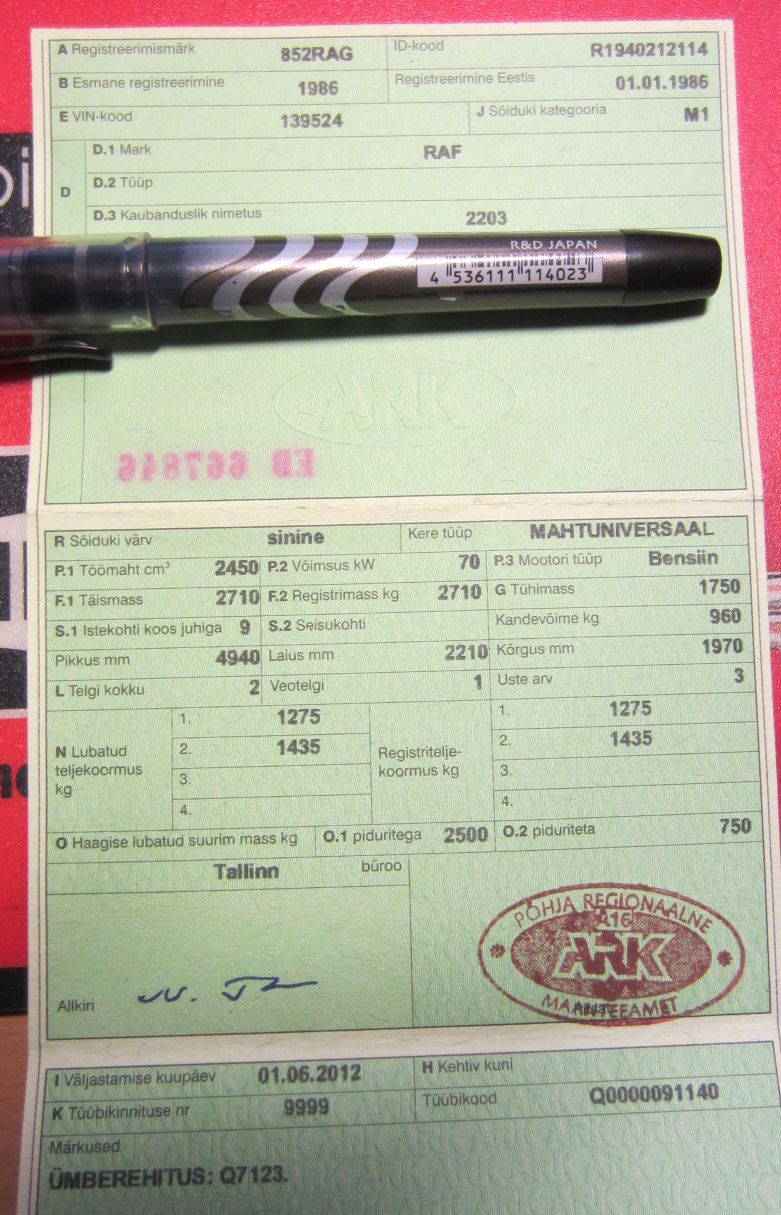 A Registreerimismärk 852RAG ID-kood R1940212114
B Esmane registreerimine 1986 Registreerimine Eestis 01.01.1986
E VIN-kood 139524 J Sõiduki kategooria M1
D
D.1 Mark RAF
D.2 Tüüp
D.3 Kaubanduslik nimetus 2203
R&D JAPAN
4 536111 114023
ARK
ED 667846
R Sõiduki värv sinine Kere tüüp MAHTUNIVERSAAL
P.1 Töömaht cm³ 2450 P.2 Võimsus kW 70 P.3 Mootori tüüp Bensiin
F.1 Täismass 2710 F.2 Registrimass kg 2710 G Tühimass 1750
S.1 Istekohti koos juhiga 9 S.2 Seisukohti Kandevõime kg 960
Pikkus mm 4940 Laius mm 2210 Kõrgus mm 1970
L Telgi kokku 2 Veotelgi 1 Uste arv 3
N Lubatud teljekoormus kg
1. 1275
2. 1435
3.
4.
Registritelje-
koormus kg
1. 1275
2. 1435
3.
4.
O Haagise lubatud suurim mass kg O.1 piduritega 2500 O.2 piduriteta 750
Tallinn büroo
PÕHJA REGIONAALNE
A16
ARK
MAANTEEAMET
Allkiri
I Väljastamise kuupäev 01.06.2012 H Kehtiv kuni
K Tüübikinnituse nr 9999 Tüübikood Q0000091140
Märkused
ÜMBEREHITUS: Q7123.